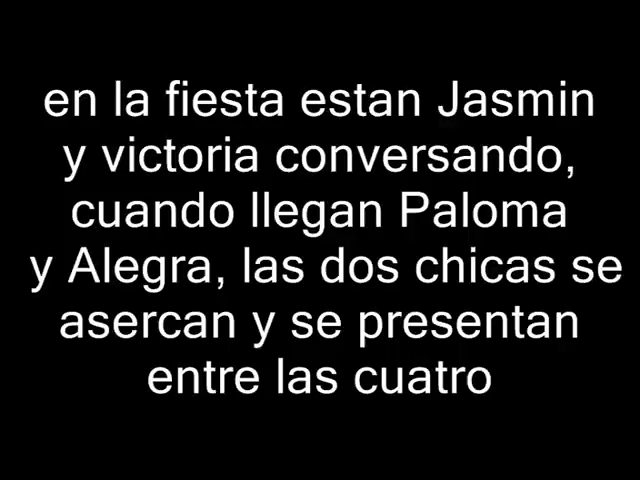 en la fiesta estan Jasmin
y victoria conversando,
cuando llegan Paloma
y Alegra, las dos chicas se
asercan y se presentan
entre las cuatro